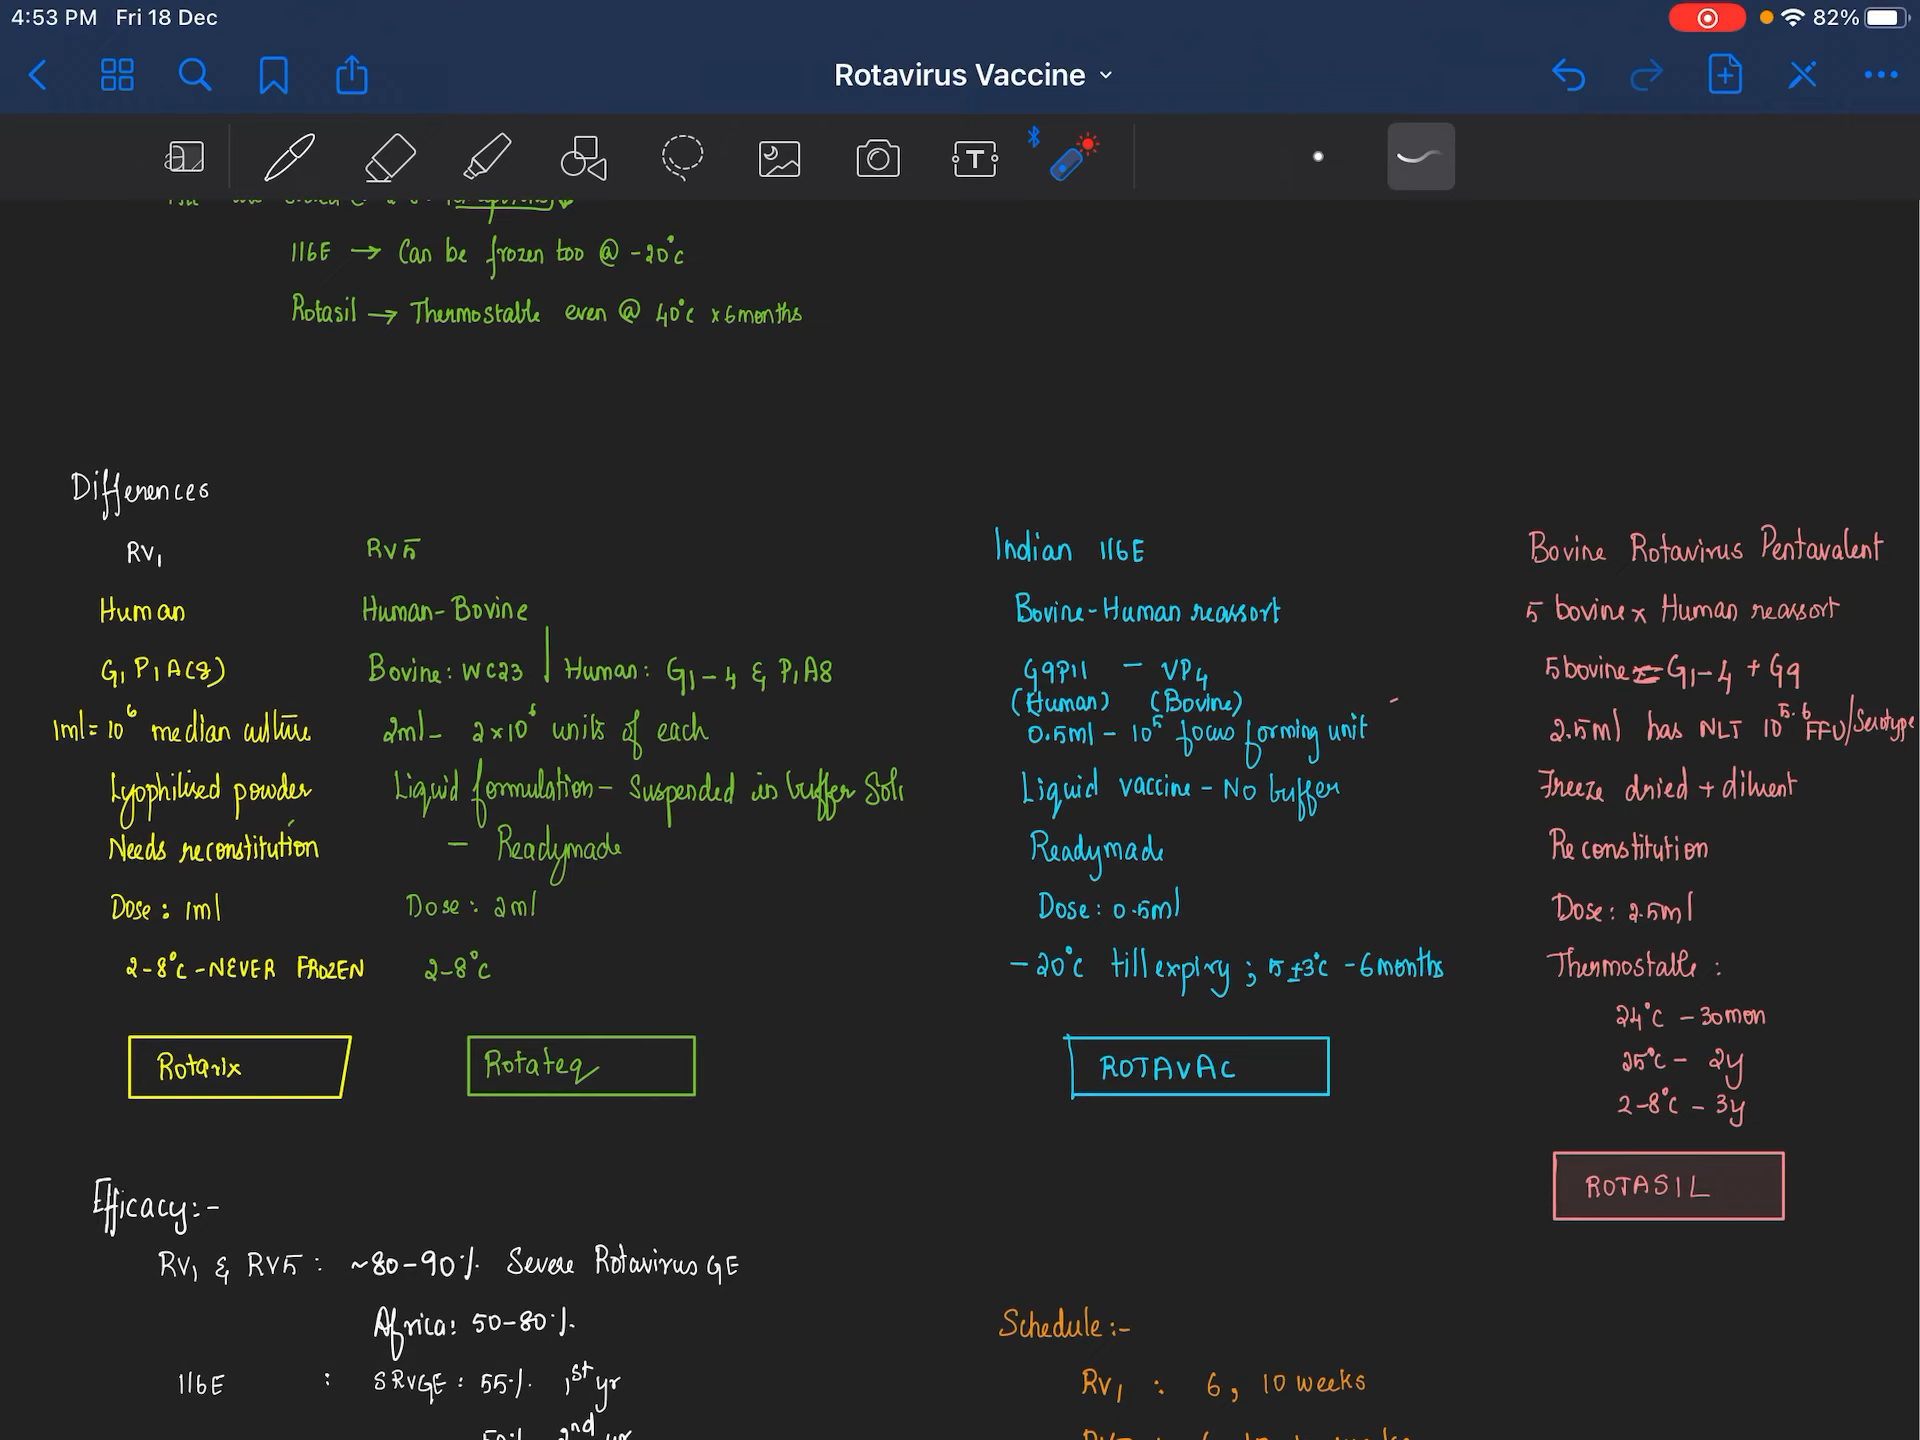 4:53 PM Fri 18 Dec
82%
Rotavirus Vaccine
116E → Can be frozen too @ -20°c
Rotasil → Thermostable even @ 40°c x 6months
Differences
RV1
Human
G1 P1A(8)
1ml = 10^6 median culture
Lyophilised powder
Needs reconstitution
Dose: 1ml
2-8°c - NEVER FROZEN
Rotarix
RV5
Human-Bovine
Bovine: WC23 Human: G1-4 & P1A8
2ml - 2x10^6 units of each
Liquid formulation - Suspended in buffer Soln
- Readymade
Dose: 2ml
2-8°c
Rotateq
Indian 116E
Bovine-Human reassort
G9P11 - VP4
(Human) (Bovine)
0.5ml - 10^5 focus forming unit
Liquid vaccine - No buffer
Readymade
Dose: 0.5ml
-20°c till expiry; 5±3°c - 6months
ROTAVAC
Bovine Rotavirus Pentavalent
5 bovine x Human reassort
5 bovine G1-4 + G9
2.5ml has NLT 10^5.6 FFU/Serotype
Freeze dried + diluent
Reconstitution
Dose: 2.5ml
Thermostable:
24°c - 30mon
25°c - 2y
2-8°c - 3y
ROTASIL
Efficacy:-
RV1 & RV5 : ~80-90% Severe Rotavirus GE
Africa: 50-80%
116E : SRVGE: 55% 1st yr
2nd
Schedule:-
RV1 : 6, 10 weeks